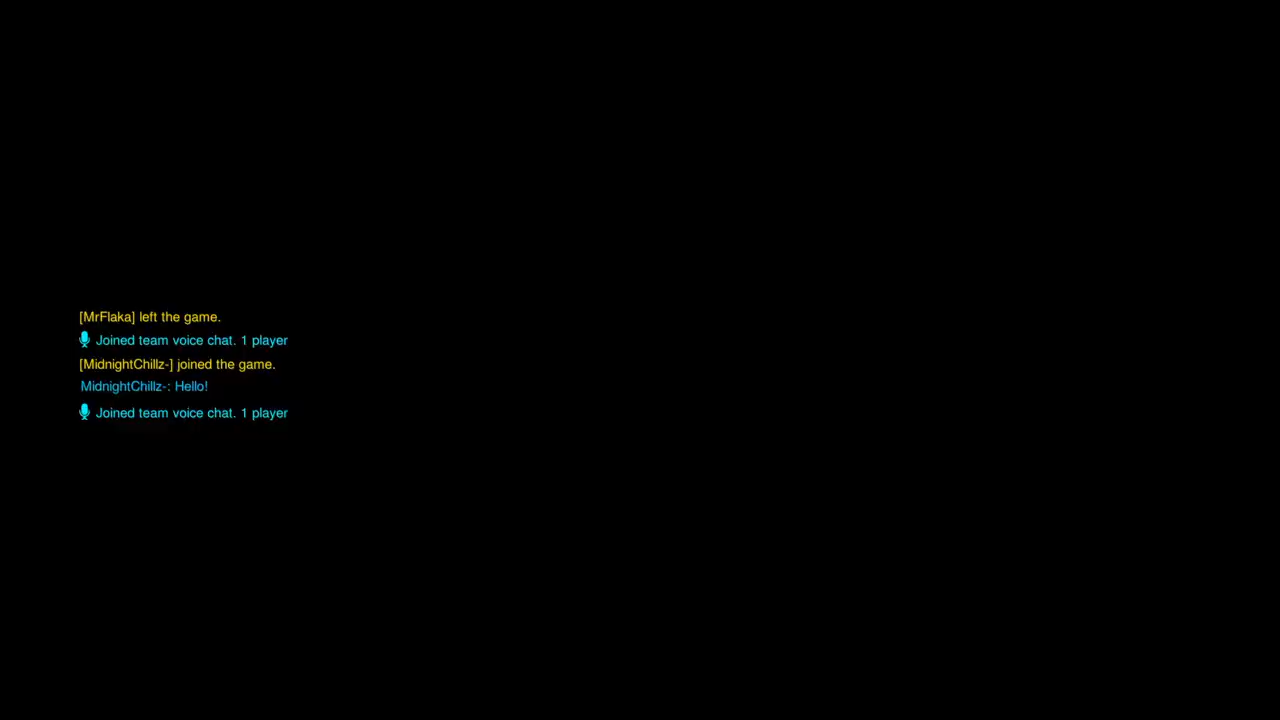 [MrFlaka] left the game.
Joined team voice chat. 1 player
[MidnightChillz-] joined the game.
MidnightChillz-: Hello!
Joined team voice chat. 1 player